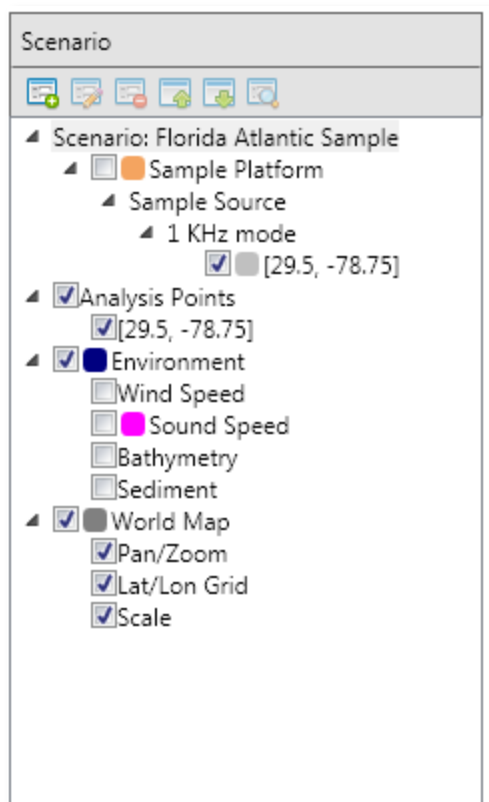 Scenario
Scenario: Florida Atlantic Sample
Sample Platform
Sample Source
1 KHz mode
[29.5, -78.75]
Analysis Points
[29.5, -78.75]
Environment
Wind Speed
Sound Speed
Bathymetry
Sediment
World Map
Pan/Zoom
Lat/Lon Grid
Scale